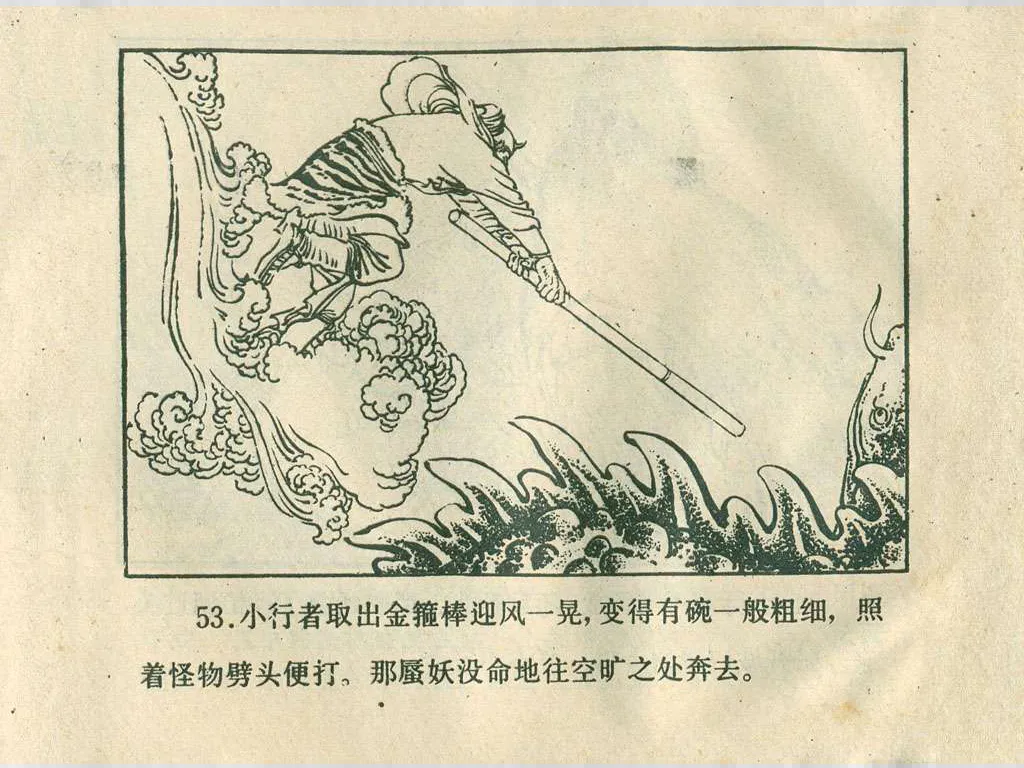 53.小行者取出金箍棒迎风一晃,变得有碗一般粗细，照
着怪物劈头便打。那蜃妖没命地往空旷之处奔去。